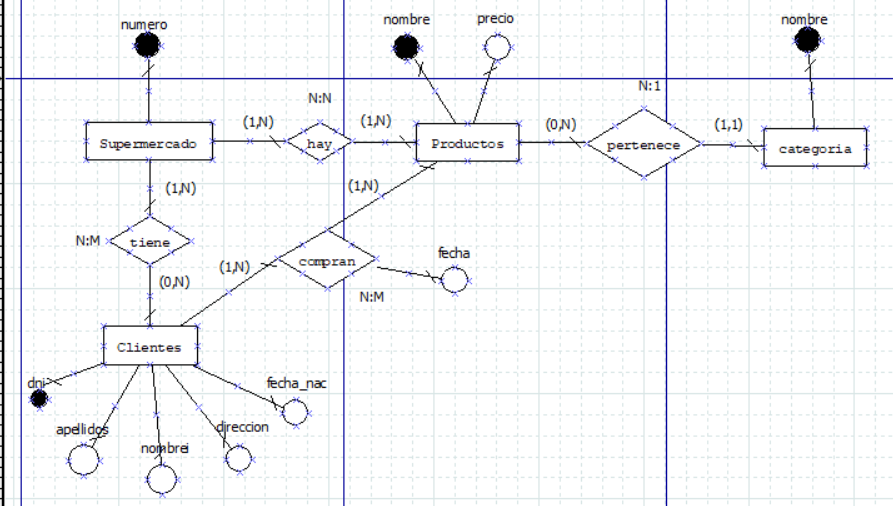 numero
nombre
precio
nombre
N:N
N:1
(1,N)
(1,N)
(0,N)
(1,1)
Supermercado
hay
Productos
pertenece
categoria
(1,N)
(1,N)
N:M
tiene
(1,N)
compran
fecha
(0,N)
N:M
Clientes
dni
fecha_nac
apellidos
nombrei
direccion